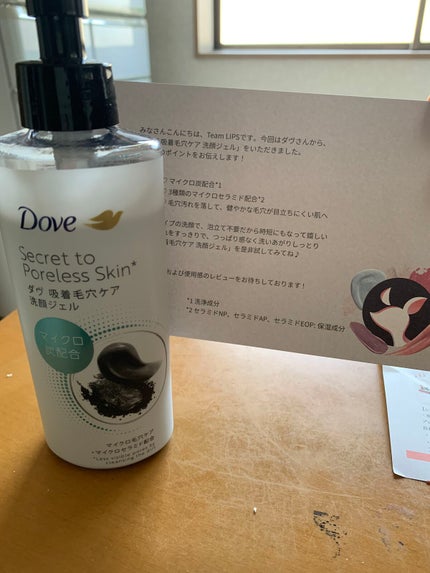 Dove
Secret to
Poreless Skin*
ダヴ 吸着毛穴ケア
洗顔ジェル
マイクロ
炭配合
マイクロ毛穴ケア
・マイクロセラミド配合
*Less visible pores by
cleansing the dirt
みなさんこんにちは、Team LIPSです。今回はダヴさんから、
吸着毛穴ケア 洗顔ジェル」をいただきました。
ポイントをお伝えします！
マイクロ炭配合*1
3種類のマイクロセラミド配合*2
毛穴汚れを落して、健やかな毛穴が目立ちにくい肌へ
イプの洗顔で、泡立て不要だから時短にもなって嬉しい
をすっきりで、つっぱり感なく洗いあがりしっとり
毛穴ケア 洗顔ジェル」を是非試してみてね♪
および使用感のレビューをお待ちしております！
*1 洗浄成分
*2 セラミドNP、セラミドAP、セラミドEOP: 保湿成分